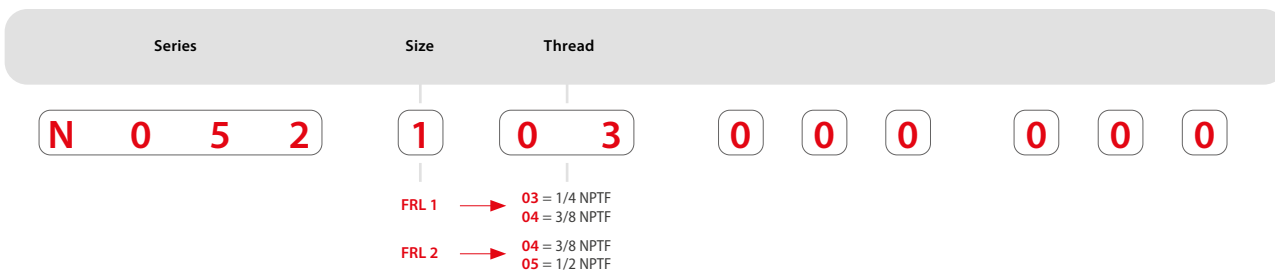 Series Size Thread
N 0 5 2 1 0 3 0 0 0 0 0 0
FRL 1 03 = 1/4 NPTF
04 = 3/8 NPTF
FRL 2 04 = 3/8 NPTF
05 = 1/2 NPTF